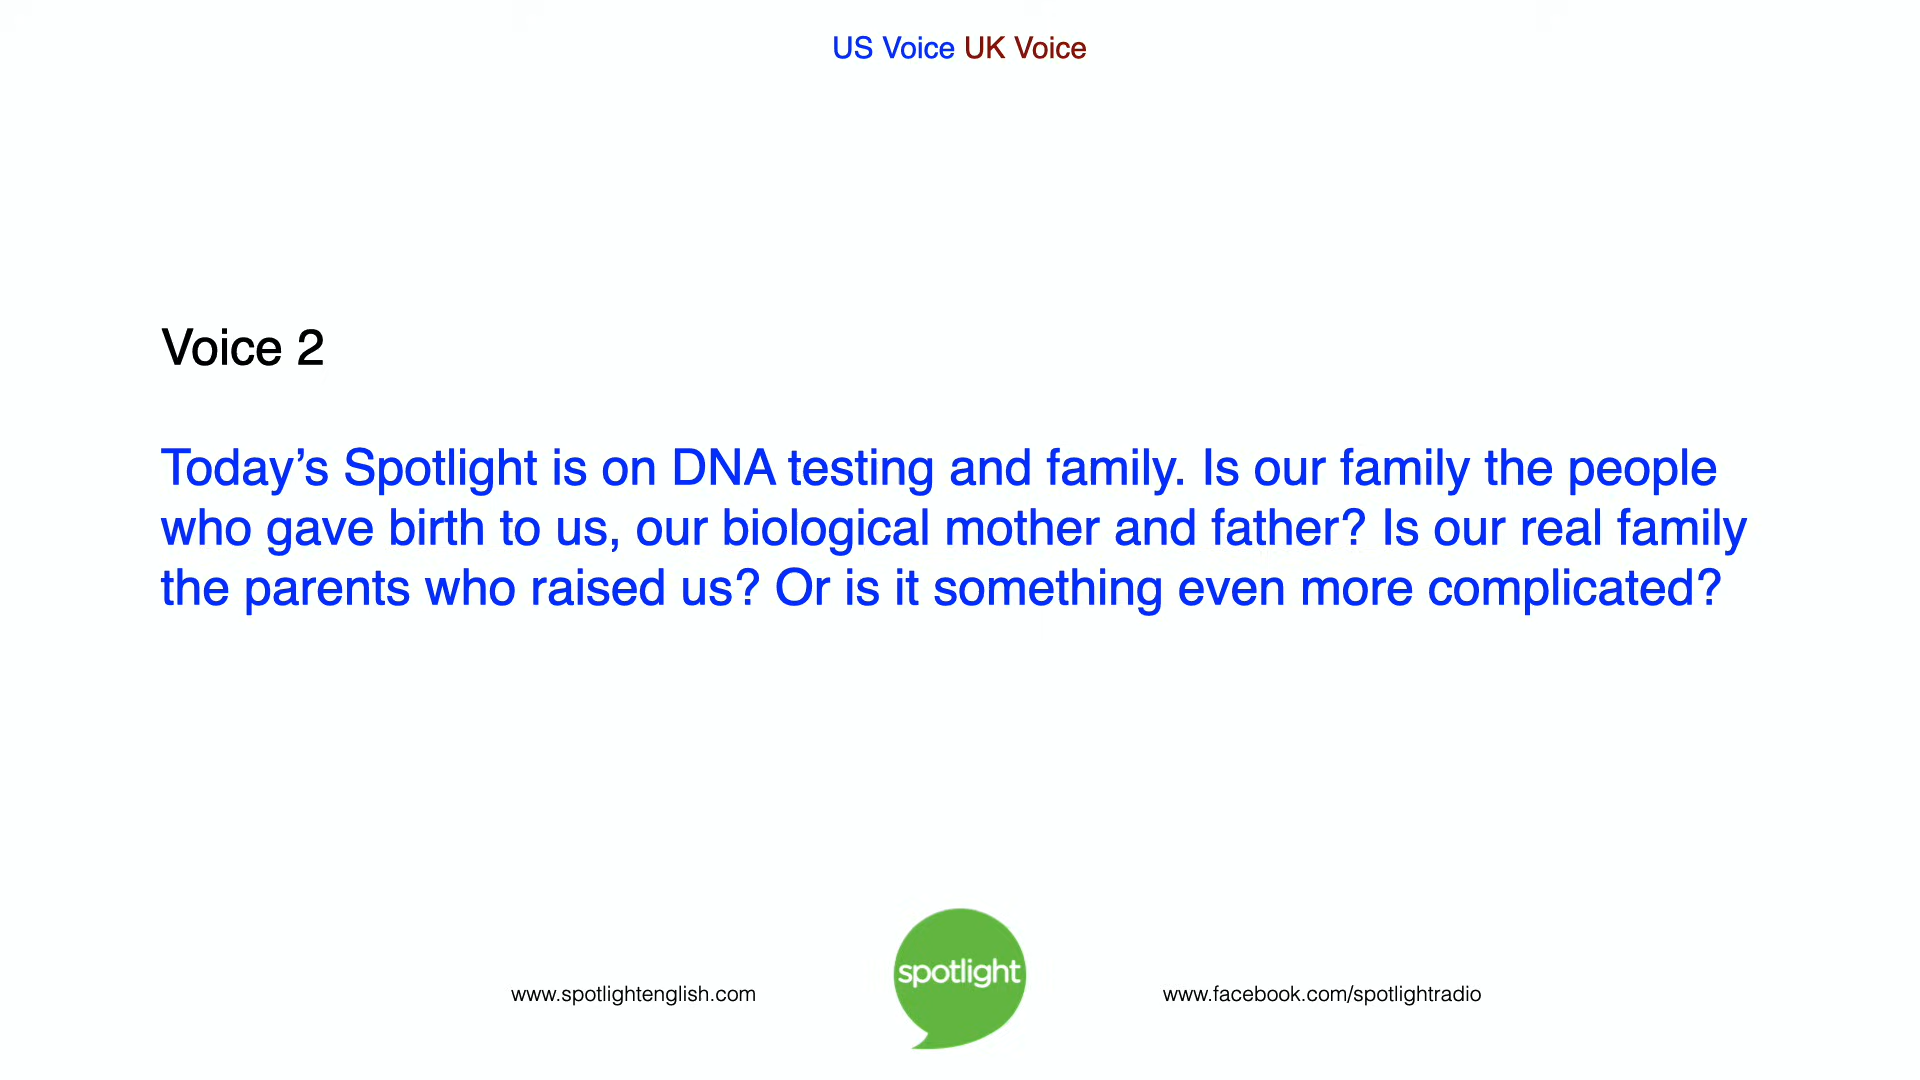 US Voice UK Voice
Voice 2
Today’s Spotlight is on DNA testing and family. Is our family the people
who gave birth to us, our biological mother and father? Is our real family
the parents who raised us? Or is it something even more complicated?
spotlight
www.spotlightenglish.com
www.facebook.com/spotlightradio